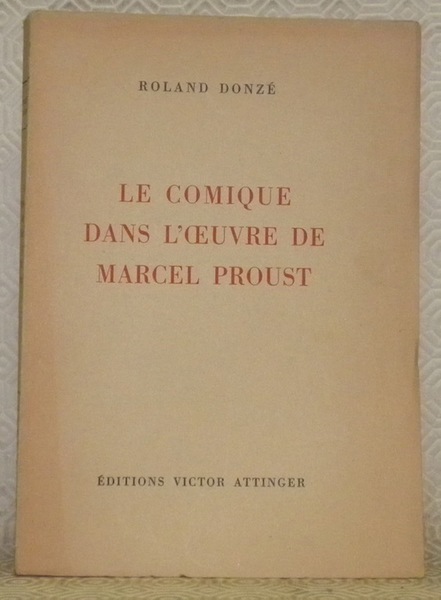 ROLAND DONZÉ
LE COMIQUE
DANS L'ŒUVRE DE
MARCEL PROUST
ÉDITIONS VICTOR ATTINGER